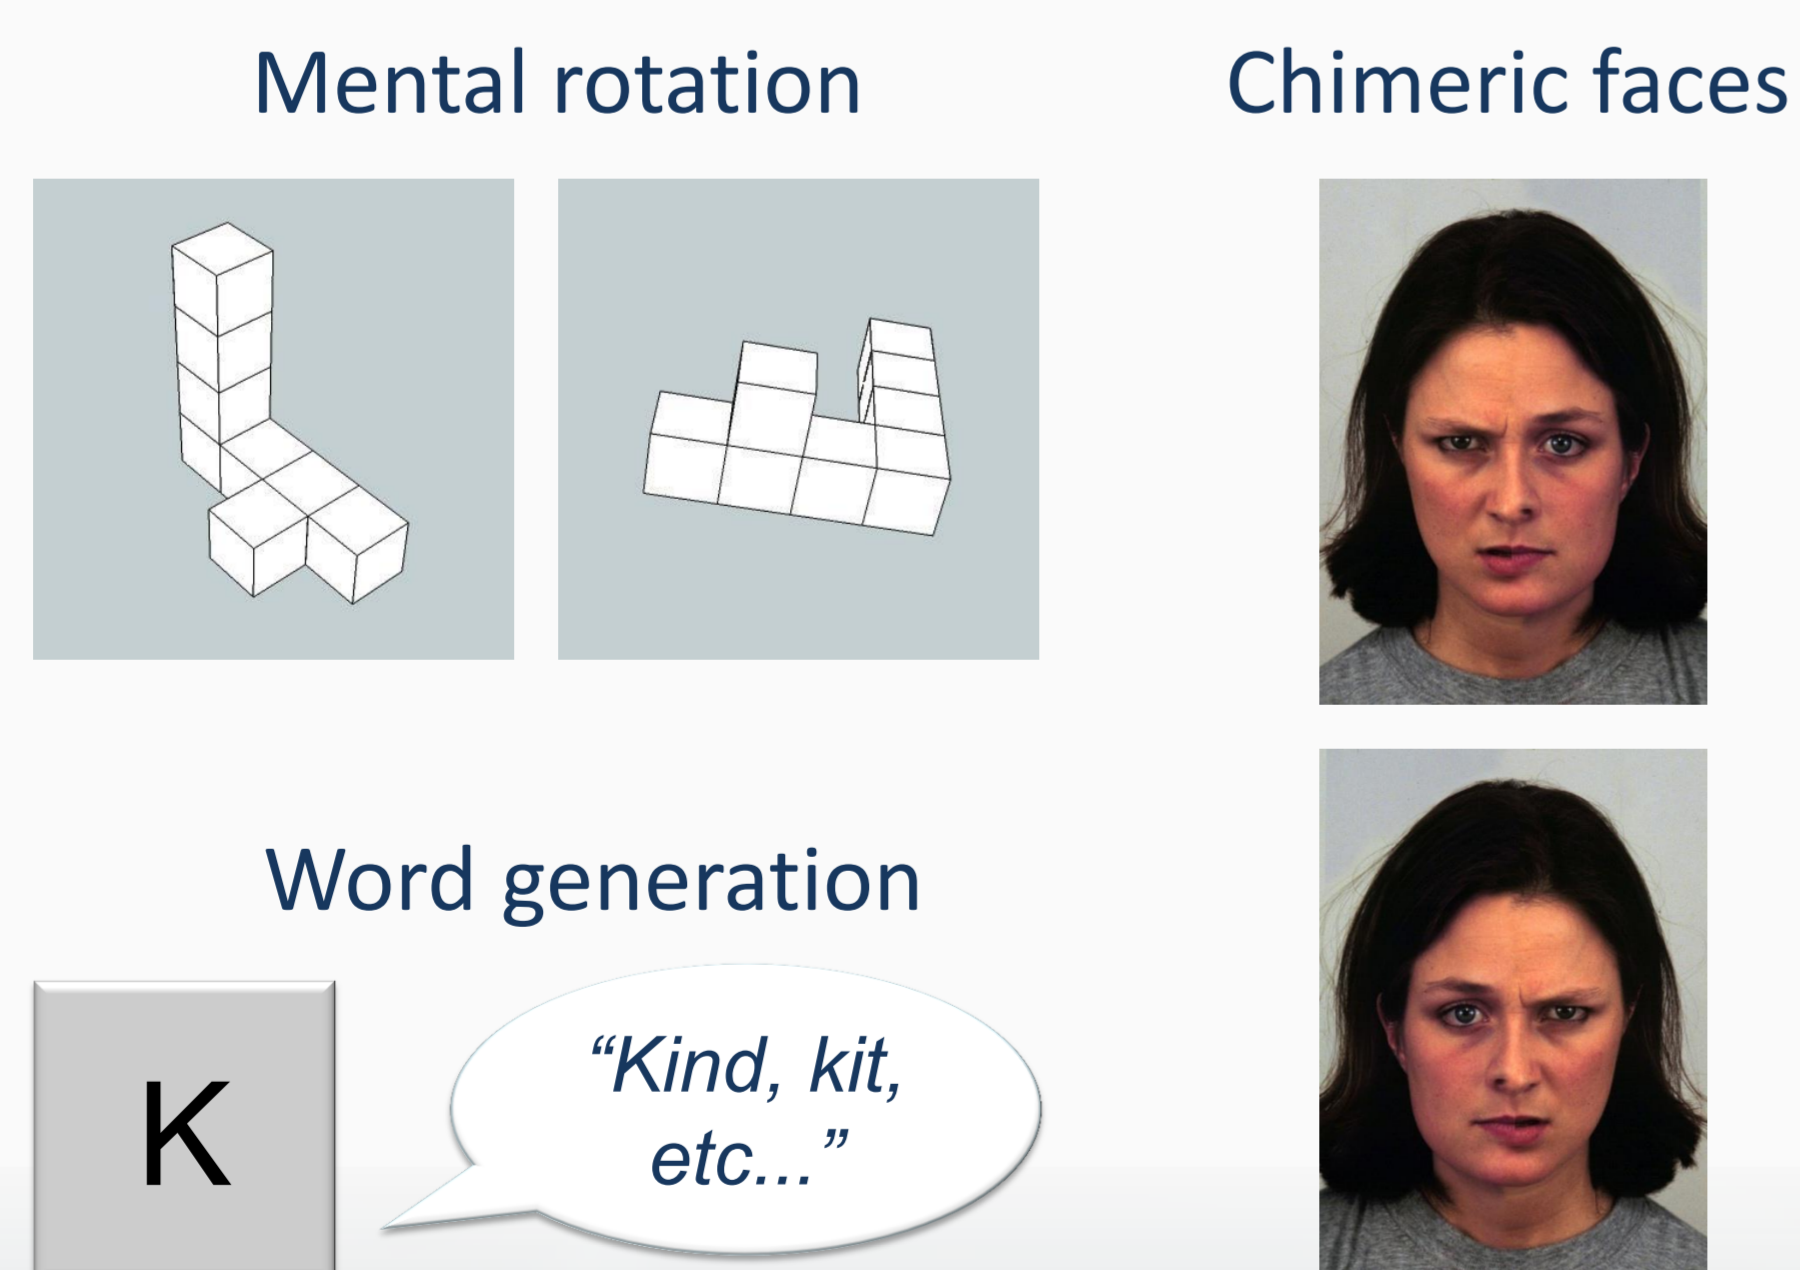 Mental rotation
Chimeric faces
Word generation
K
“Kind, kit,
etc...”